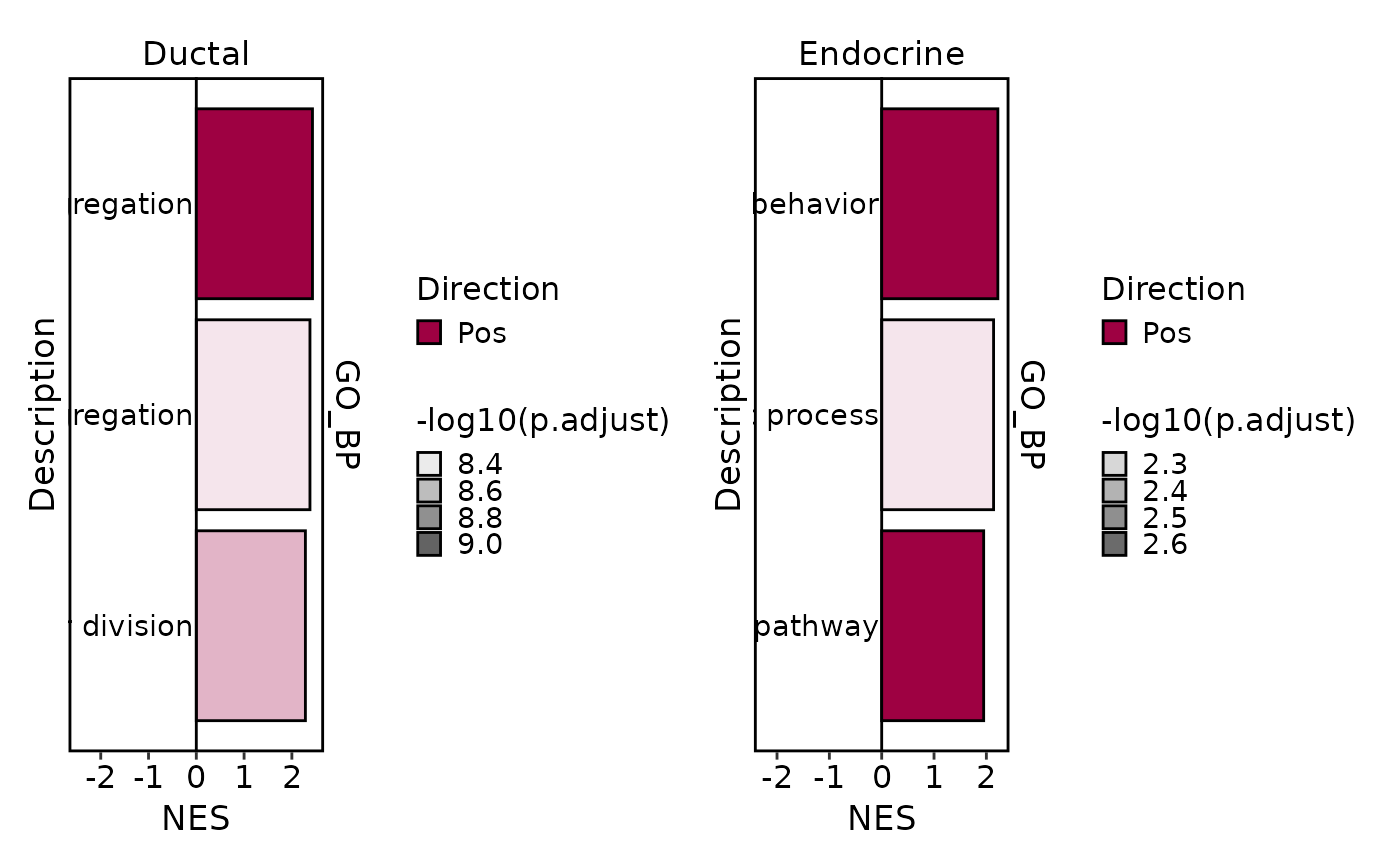 Ductal
regation
regation
division
Description
GO_BP
-2 -1 0 1 2
NES
Direction
Pos
-log10(p.adjust)
8.4
8.6
8.8
9.0
Endocrine
behavior
process
pathway
Description
GO_BP
-2 -1 0 1 2
NES
Direction
Pos
-log10(p.adjust)
2.3
2.4
2.5
2.6